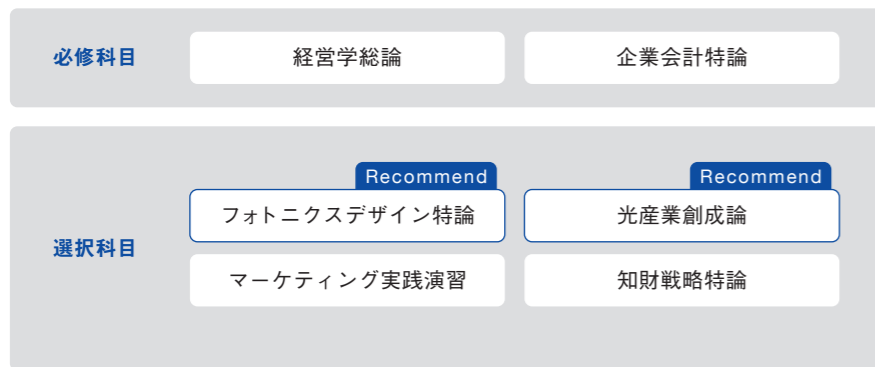 必修科目
経営学総論
企業会計特論
選択科目
Recommend
フォトニクスデザイン特論
Recommend
光産業創成論
マーケティング実践演習
知財戦略特論